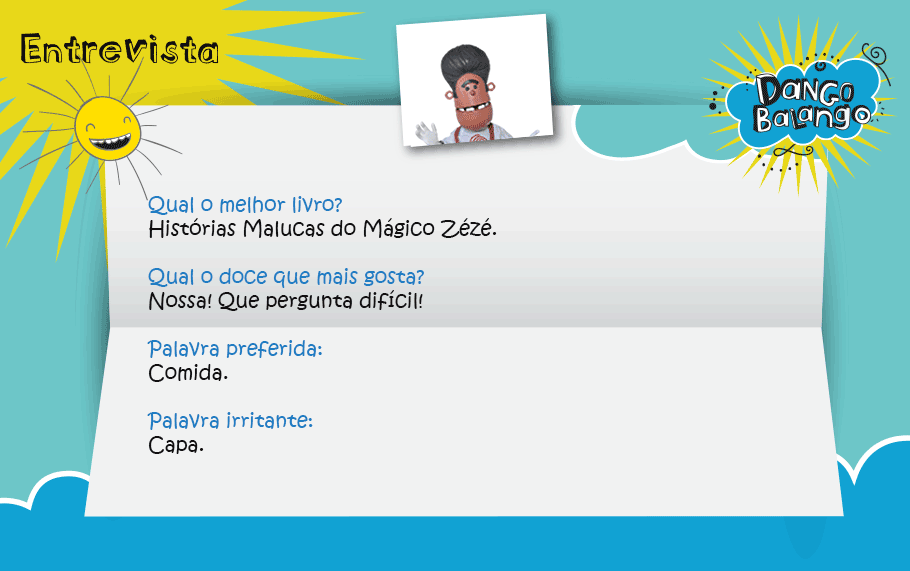 Entrevista
Dango
Balango
Qual o melhor livro?
Histórias Malucas do Mágico Zézé.
Qual o doce que mais gosta?
Nossa! Que pergunta difícil!
Palavra preferida:
Comida.
Palavra irritante:
Capa.